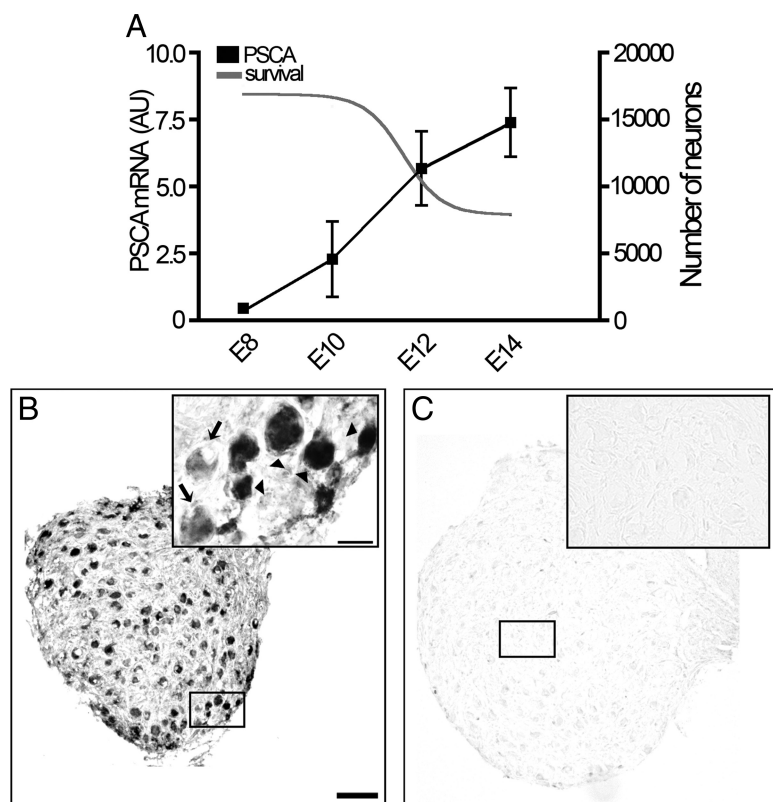 A
PSCA
survival
10.0
7.5
5.0
2.5
0
PSCA mRNA (AU)
20000
15000
10000
5000
0
Number of neurons
E8
E10
E12
E14
B
C